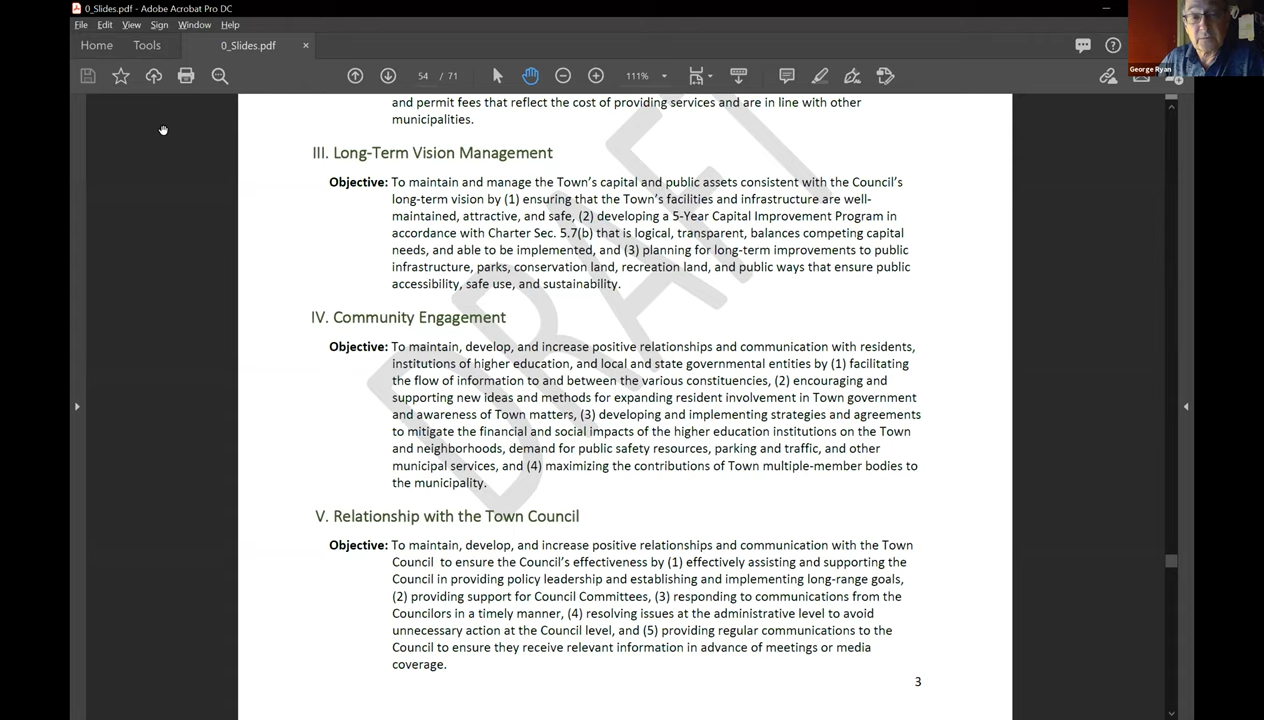 0_Slides.pdf - Adobe Acrobat Pro DC
File Edit View Sign Window Help
Home Tools 0_Slides.pdf ×
54 / 71 111%
George Ryan
and permit fees that reflect the cost of providing services and are in line with other
municipalities.
III. Long-Term Vision Management
Objective: To maintain and manage the Town's capital and public assets consistent with the Council's
long-term vision by (1) ensuring that the Town's facilities and infrastructure are well-
maintained, attractive, and safe, (2) developing a 5-Year Capital Improvement Program in
accordance with Charter Sec. 5.7(b) that is logical, transparent, balances competing capital
needs, and able to be implemented, and (3) planning for long-term improvements to public
infrastructure, parks, conservation land, recreation land, and public ways that ensure public
accessibility, safe use, and sustainability.
IV. Community Engagement
Objective: To maintain, develop, and increase positive relationships and communication with residents,
institutions of higher education, and local and state governmental entities by (1) facilitating
the flow of information to and between the various constituencies, (2) encouraging and
supporting new ideas and methods for expanding resident involvement in Town government
and awareness of Town matters, (3) developing and implementing strategies and agreements
to mitigate the financial and social impacts of the higher education institutions on the Town
and neighborhoods, demand for public safety resources, parking and traffic, and other
municipal services, and (4) maximizing the contributions of Town multiple-member bodies to
the municipality.
V. Relationship with the Town Council
Objective: To maintain, develop, and increase positive relationships and communication with the Town
Council to ensure the Council's effectiveness by (1) effectively assisting and supporting the
Council in providing policy leadership and establishing and implementing long-range goals,
(2) providing support for Council Committees, (3) responding to communications from the
Councilors in a timely manner, (4) resolving issues at the administrative level to avoid
unnecessary action at the Council level, and (5) providing regular communications to the
Council to ensure they receive relevant information in advance of meetings or media
coverage.
3
DRAFT